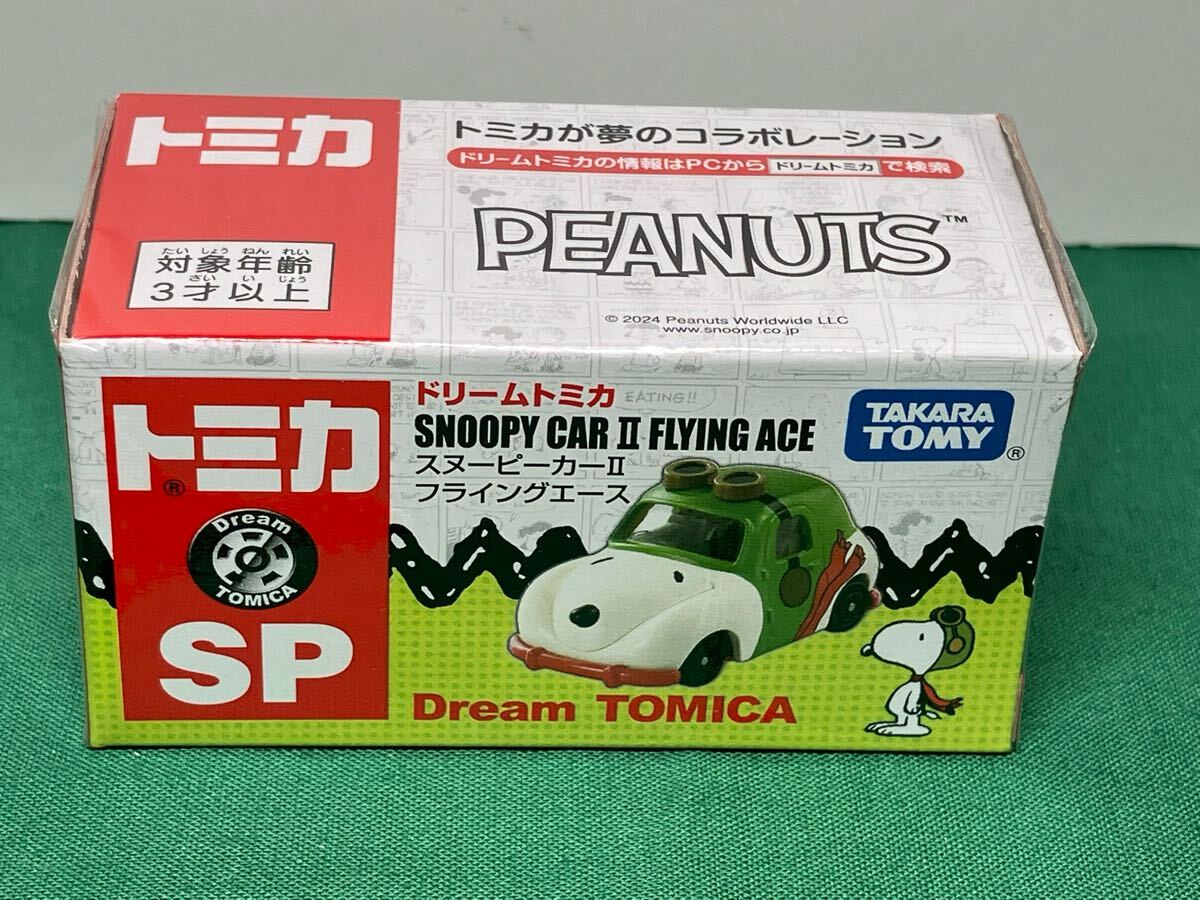 トミカ
たいしょうねんれい
対象年齢
さいいじょう
3才以上
トミカが夢のコラボレーション
ドリームトミカの情報はPCから ドリームトミカ で検索
PEANUTS™
© 2024 Peanuts Worldwide LLC
www.snoopy.co.jp
トミカ®
Dream
TOMICA
SP
ドリームトミカ
EATING!!
SNOOPY CAR II FLYING ACE
スヌーピーカーII
フライングエース
TAKARA
TOMY®
Dream TOMICA